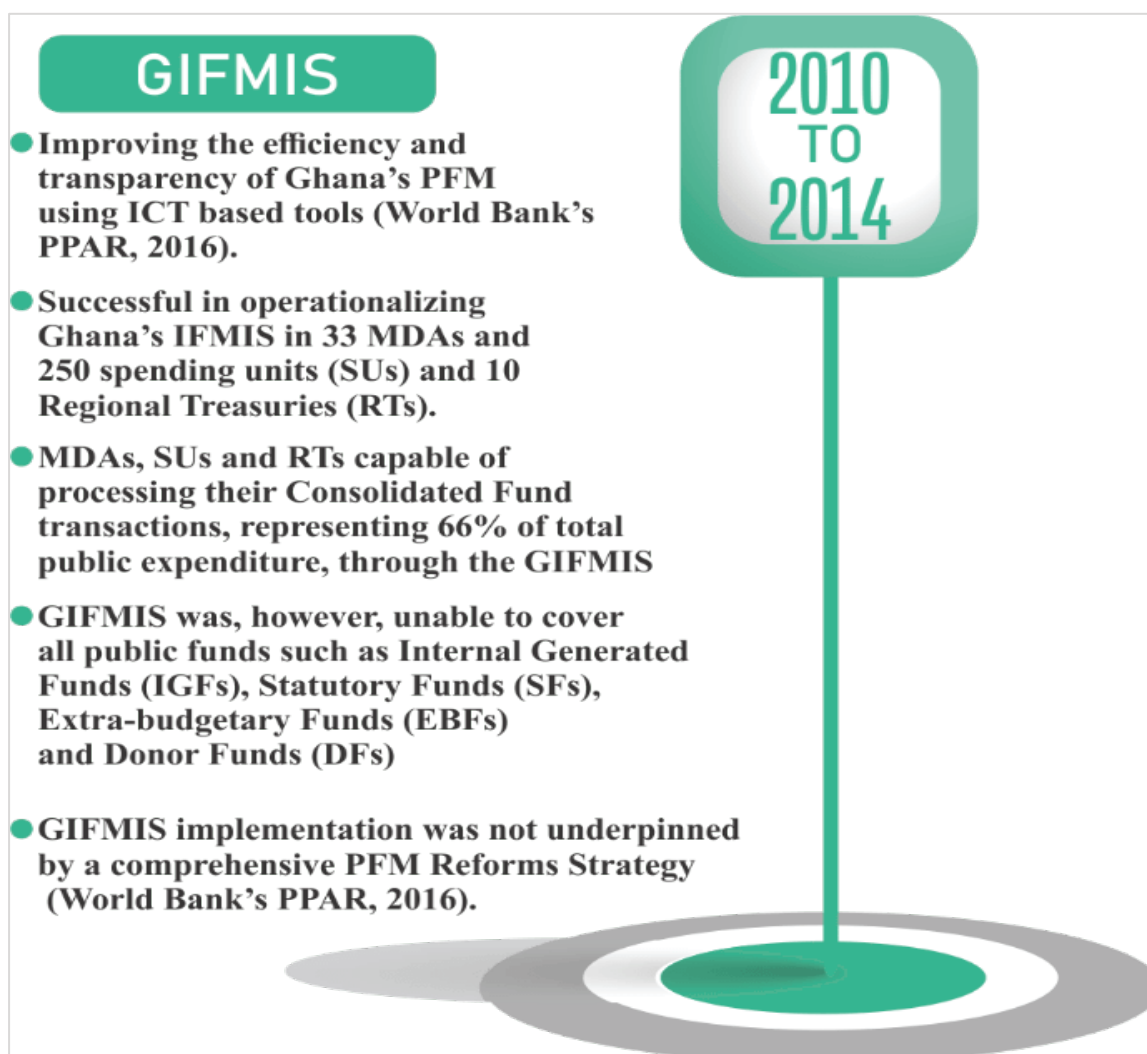 GIFMIS
2010
TO
2014
Improving the efficiency and
transparency of Ghana's PFM
using ICT based tools (World Bank's
PPAR, 2016).
Successful in operationalizing
Ghana's IFMIS in 33 MDAs and
250 spending units (SUs) and 10
Regional Treasuries (RTs).
MDAs, SUs and RTs capable of
processing their Consolidated Fund
transactions, representing 66% of total
public expenditure, through the GIFMIS
GIFMIS was, however, unable to cover
all public funds such as Internal Generated
Funds (IGFs), Statutory Funds (SFs),
Extra-budgetary Funds (EBFs)
and Donor Funds (DFs)
GIFMIS implementation was not underpinned
by a comprehensive PFM Reforms Strategy
(World Bank's PPAR, 2016).